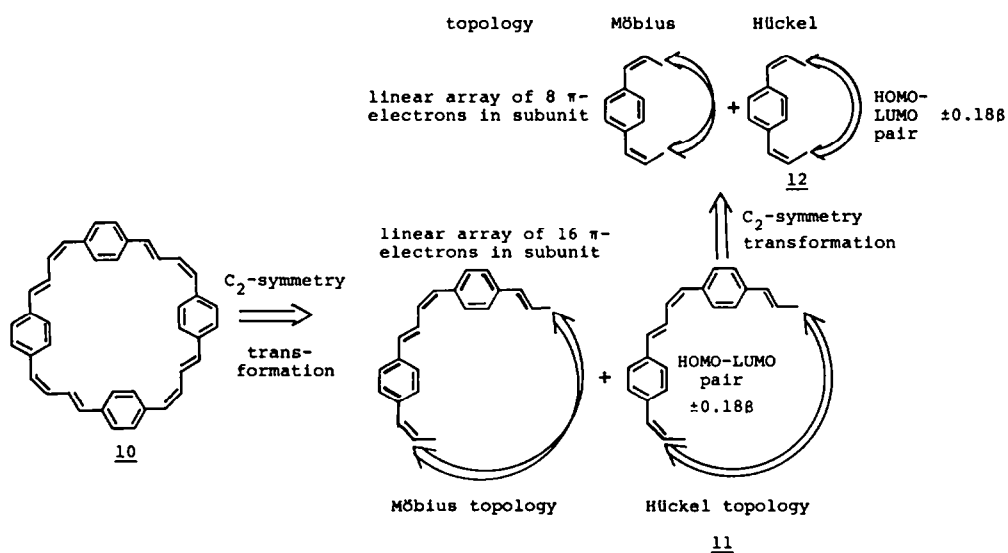 topology Möbius Hückel
linear array of 8 π-
electrons in subunit
+
HOMO-
LUMO
pair
±0.18β
12
C2-symmetry
transformation
linear array of 16 π-
electrons in subunit
C2-symmetry
trans-
formation
10
+
HOMO-LUMO
pair
±0.18β
Möbius topology Hückel topology
11